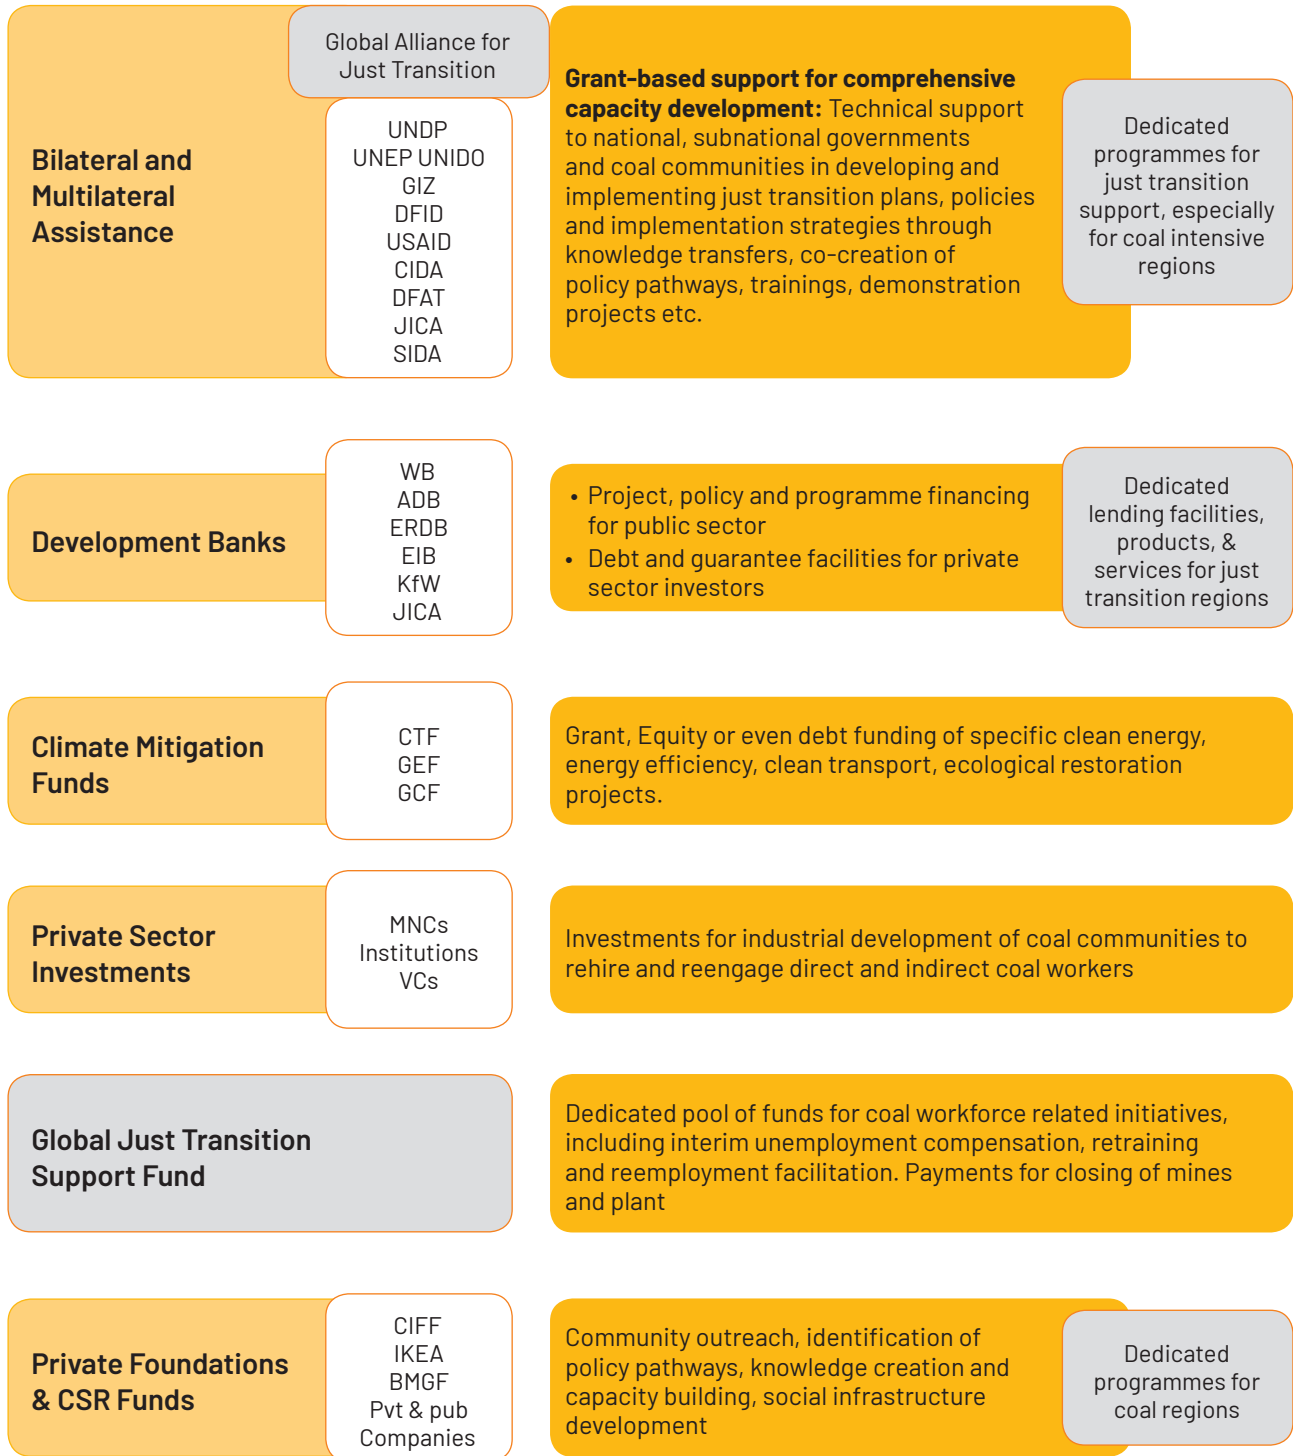 Global Alliance for
Just Transition
Bilateral and
Multilateral
Assistance
UNDP
UNEP UNIDO
GIZ
DFID
USAID
CIDA
DFAT
JICA
SIDA
Grant-based support for comprehensive
capacity development: Technical support
to national, subnational governments
and coal communities in developing and
implementing just transition plans, policies
and implementation strategies through
knowledge transfers, co-creation of
policy pathways, trainings, demonstration
projects etc.
Dedicated
programmes for
just transition
support, especially
for coal intensive
regions
Development Banks
WB
ADB
ERDB
EIB
KfW
JICA
• Project, policy and programme financing
for public sector
• Debt and guarantee facilities for private
sector investors
Dedicated
lending facilities,
products, &
services for just
transition regions
Climate Mitigation
Funds
CTF
GEF
GCF
Grant, Equity or even debt funding of specific clean energy,
energy efficiency, clean transport, ecological restoration
projects.
Private Sector
Investments
MNCs
Institutions
VCs
Investments for industrial development of coal communities to
rehire and reengage direct and indirect coal workers
Global Just Transition
Support Fund
Dedicated pool of funds for coal workforce related initiatives,
including interim unemployment compensation, retraining
and reemployment facilitation. Payments for closing of mines
and plant
Private Foundations
& CSR Funds
CIFF
IKEA
BMGF
Pvt & pub
Companies
Community outreach, identification of
policy pathways, knowledge creation and
capacity building, social infrastructure
development
Dedicated
programmes for
coal regions